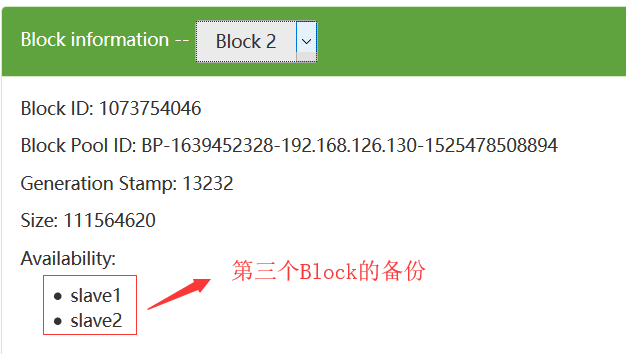 Block information -- Block 2
Block ID: 1073754046
Block Pool ID: BP-1639452328-192.168.126.130-1525478508894
Generation Stamp: 13232
Size: 111564620
Availability:
第三个Block的备份
slave1
slave2